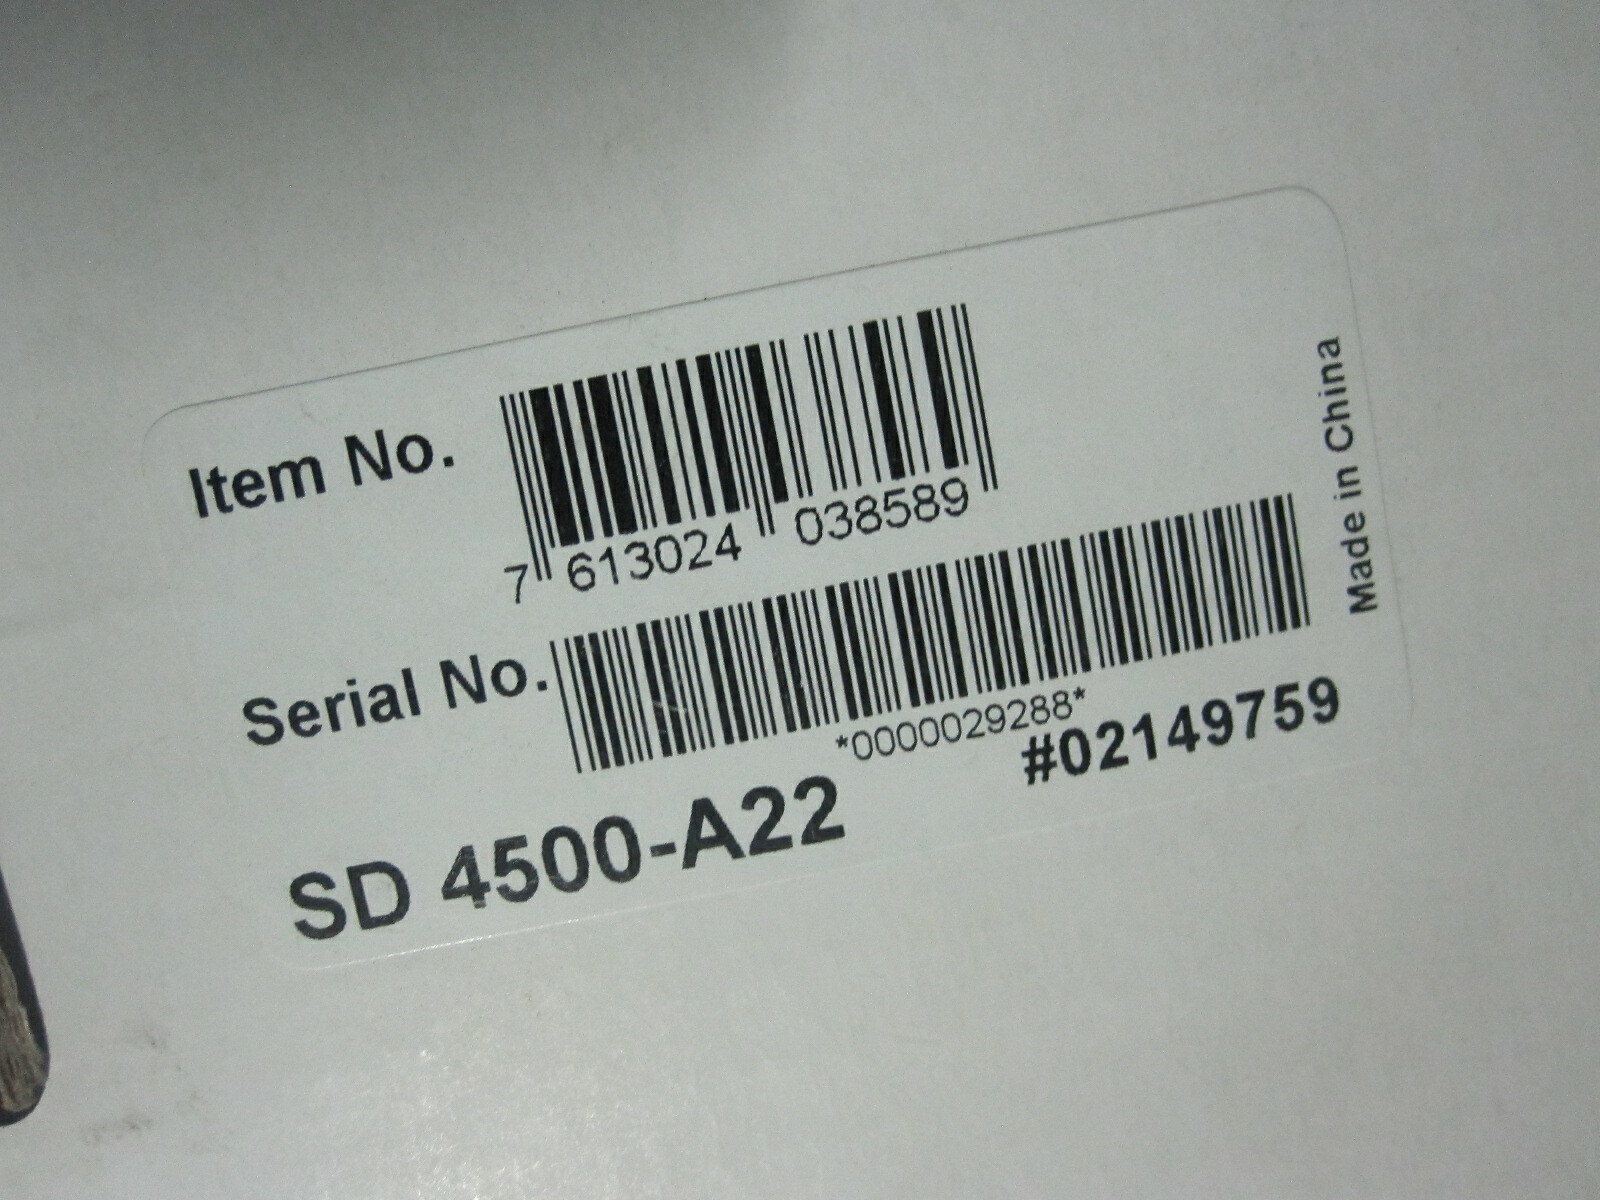 Item No.
7 613024 038589
Serial No.
*0000029288*
#02149759
SD 4500-A22
Made in China